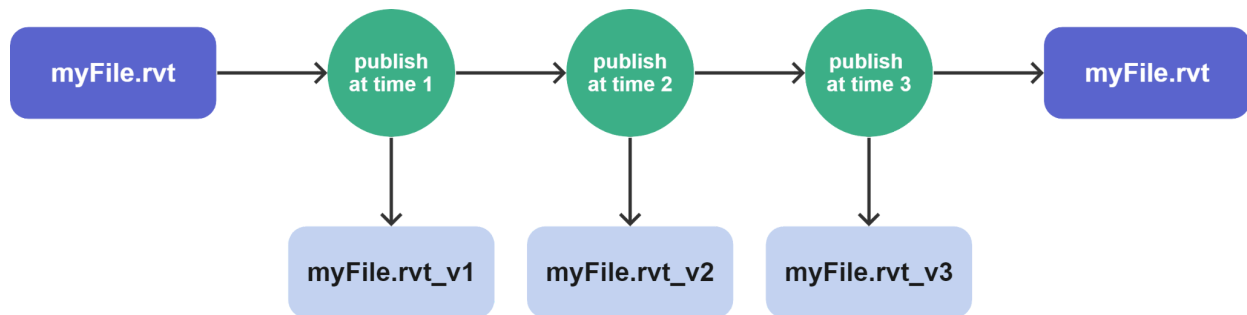 myFile.rvt
publish
at time 1
publish
at time 2
publish
at time 3
myFile.rvt
myFile.rvt_v1
myFile.rvt_v2
myFile.rvt_v3